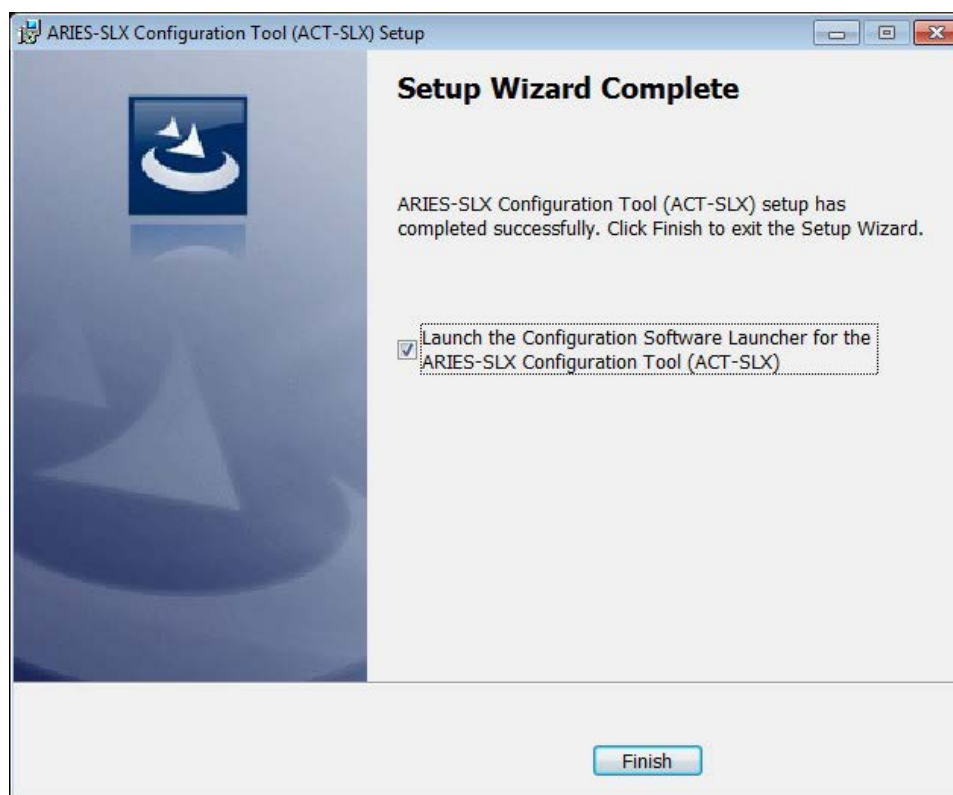 ARIES-SLX Configuration Tool (ACT-SLX) Setup
Setup Wizard Complete
ARIES-SLX Configuration Tool (ACT-SLX) setup has
completed successfully. Click Finish to exit the Setup Wizard.
Launch the Configuration Software Launcher for the
ARIES-SLX Configuration Tool (ACT-SLX)
Finish